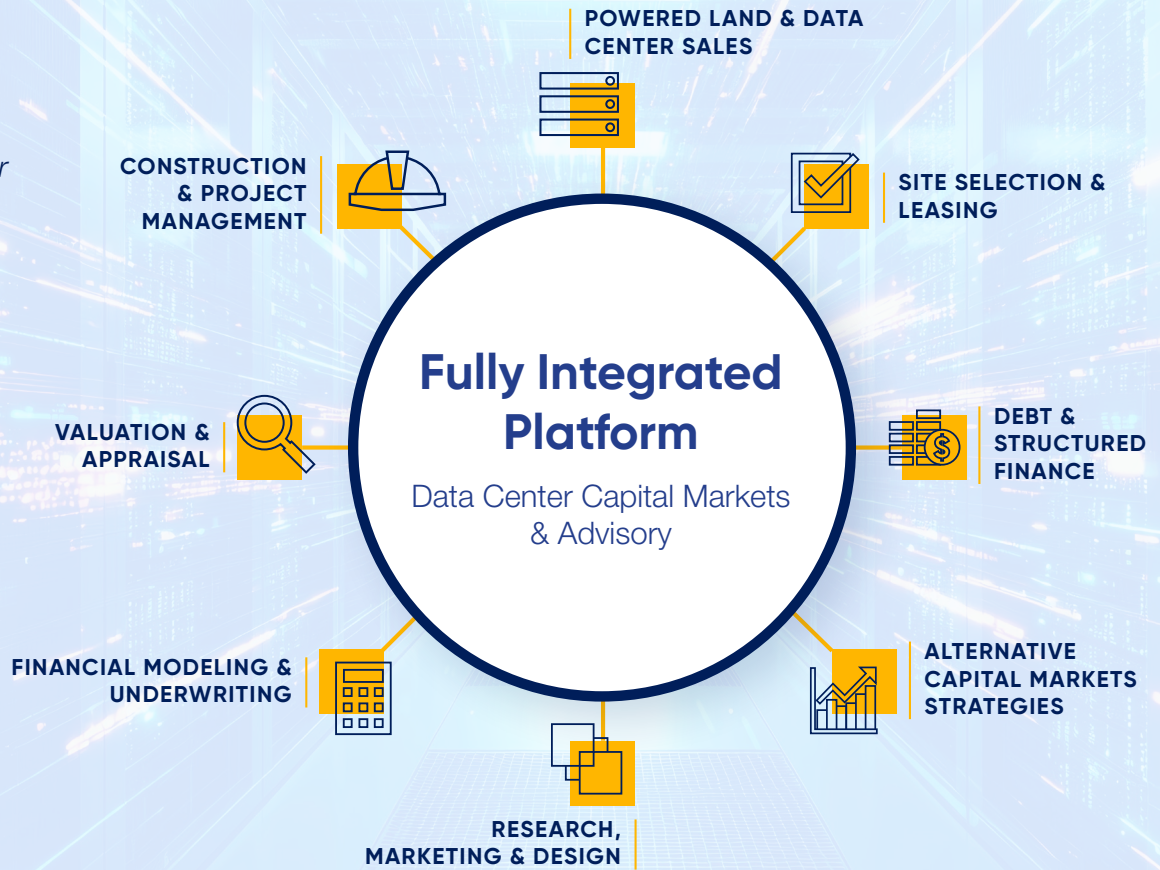 POWERED LAND & DATA
CENTER SALES
CONSTRUCTION
& PROJECT
MANAGEMENT
SITE SELECTION &
LEASING
Fully Integrated
Platform
Data Center Capital Markets
& Advisory
VALUATION &
APPRAISAL
DEBT &
STRUCTURED
FINANCE
FINANCIAL MODELING &
UNDERWRITING
ALTERNATIVE
CAPITAL MARKETS
STRATEGIES
RESEARCH,
MARKETING & DESIGN